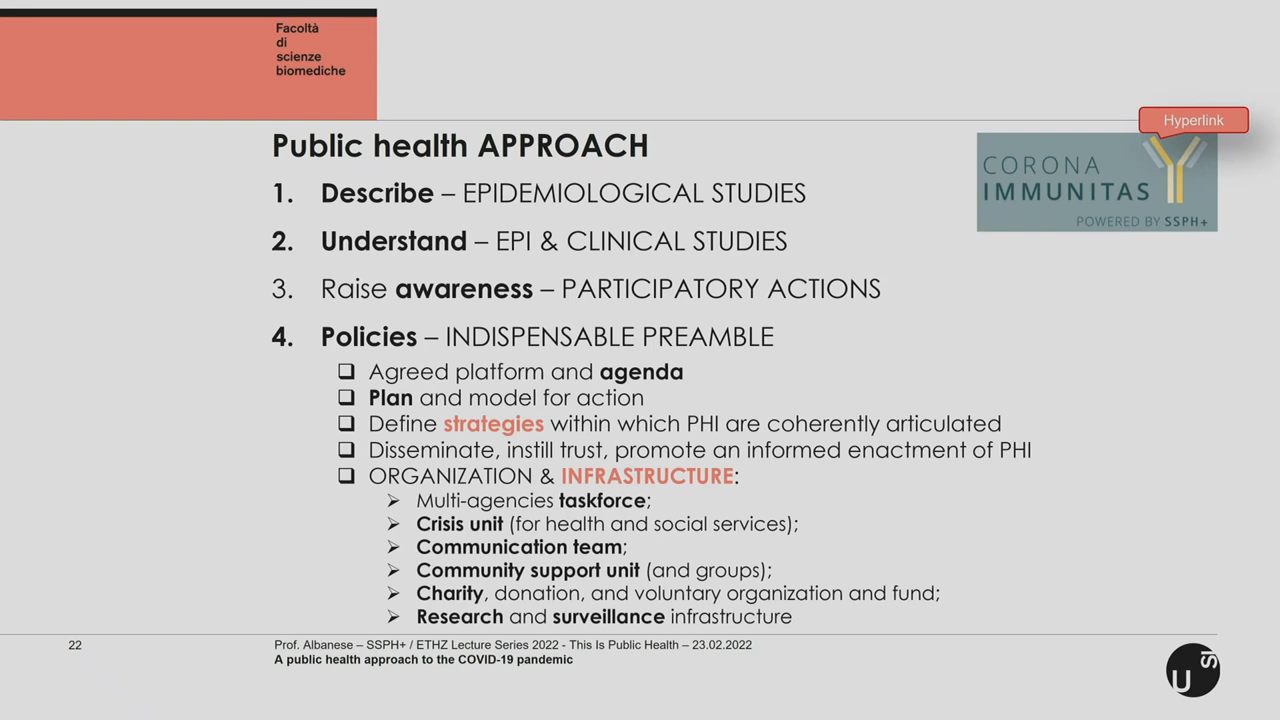 Facoltà
di
scienze
biomediche
Hyperlink
Public health APPROACH
CORONA
IMMUNITAS
POWERED BY SSPH+
1. Describe – EPIDEMIOLOGICAL STUDIES
2. Understand – EPI & CLINICAL STUDIES
3. Raise awareness – PARTICIPATORY ACTIONS
4. Policies – INDISPENSABLE PREAMBLE
❑ Agreed platform and agenda
❑ Plan and model for action
❑ Define strategies within which PHI are coherently articulated
❑ Disseminate, instill trust, promote an informed enactment of PHI
❑ ORGANIZATION & INFRASTRUCTURE:
➢ Multi-agencies taskforce;
➢ Crisis unit (for health and social services);
➢ Communication team;
➢ Community support unit (and groups);
➢ Charity, donation, and voluntary organization and fund;
➢ Research and surveillance infrastructure
22
Prof. Albanese – SSPH+ / ETHZ Lecture Series 2022 - This Is Public Health – 23.02.2022
A public health approach to the COVID-19 pandemic
U SI